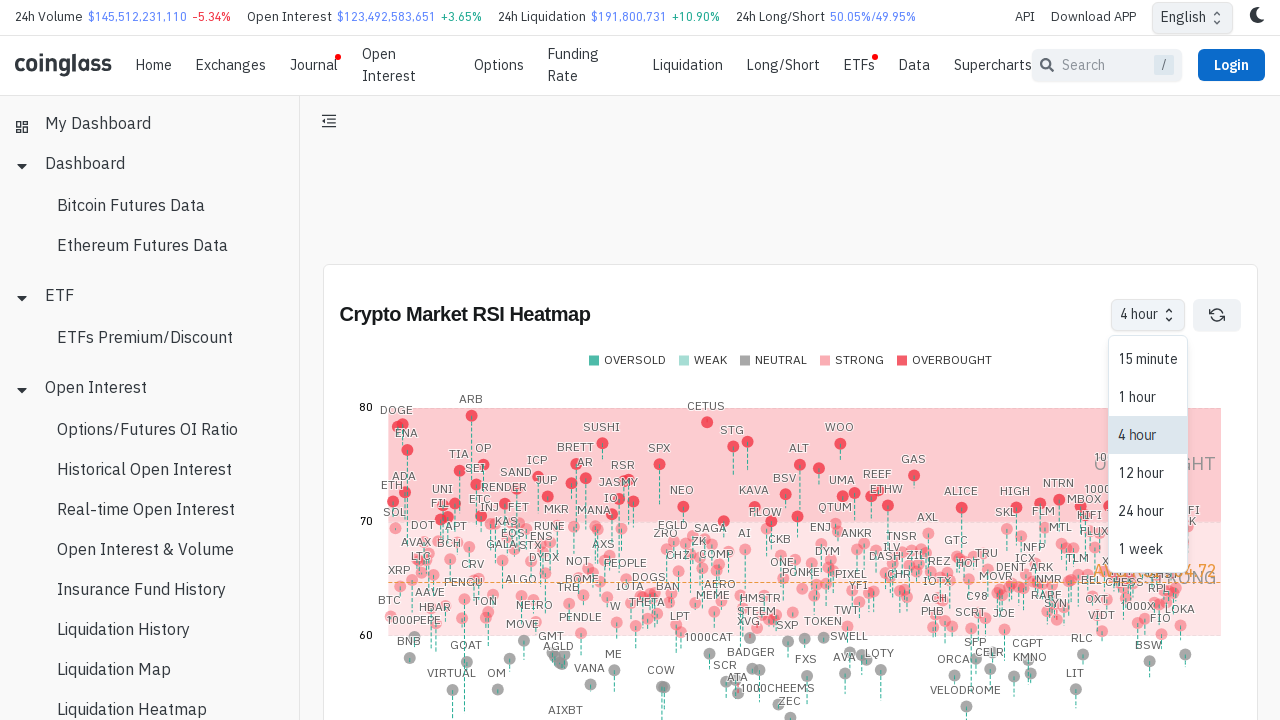 24h Volume $145,512,231,110 -5.34% Open Interest $123,492,583,651 +3.65% 24h Liquidation $191,800,731 +10.90% 24h Long/Short 50.05%/49.95% API Download APP English
coinglass Home Exchanges Journal Open Interest Options Funding Rate Liquidation Long/Short ETFs Data Supercharts Search / Login
My Dashboard
Dashboard
Bitcoin Futures Data
Ethereum Futures Data
ETF
ETFs Premium/Discount
Open Interest
Options/Futures OI Ratio
Historical Open Interest
Real-time Open Interest
Open Interest & Volume
Insurance Fund History
Liquidation History
Liquidation Map
Liquidation Heatmap
Crypto Market RSI Heatmap
4 hour
15 minute
1 hour
4 hour
12 hour
24 hour
1 week
OVERSOLD WEAK NEUTRAL STRONG OVERBOUGHT
80
DOGE ARB CETUS
ENA SUSHI STG WOO
TIA OP BRETT SPX ALT
ADA SEI SAND ICP AR RSR BSV UMA REEF GAS
ETH UNI RENDER JUP JASMY NEO KAVA ETHW ALICE HIGH NTRN
FIL ETC INJ FET MKR MANA FLOW QTUM SKL FLM MBOX
SOL
70
DOT APT KAS RUNE EGLD SAGA ENJ AXL HIFI
EOS ENS ZRO AI ANKR TNSR GTC MTL FLUX
AVAX BCH GALA STX AXS ZK CKB ILV INFP
LTC CRV DYDX NOT PEOPLE CHZ COMP ONE DYM DASH ZIL REZ HOT TRU ICX TLM
XRP PENGU ALGO BOME DOGS PONKE PIXEL CHR IOTX MOVR DENT ARK NMR BEL CHESS STRONG
AAVE TRB IOTA BAN AERO YFI RPL
BTC HBAR TON NEIRO W THETA MEME HMSTR ACH C98 RARE SYN OXT 1000X
1000PEPE MOVE PENDLE LPT STEEM XVG SXP TOKEN TWT PHB SCRT JOE VIDT FIO LOKA
60
BNB GOAT GMT AGLD 1000CAT BADGER SWELL SFP CGPT RLC BSW
VIRTUAL OM VANA ME COW SCR ATA FXS AVA LQTY ORCA CELR KMNO LIT
1000CHEEMS VELODROME
AIXBT ZEC